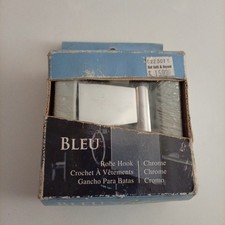 BLEU
Robe Hook | Chrome
Crochet À Vêtements | Chrome
Gancho Para Batas | Cromo